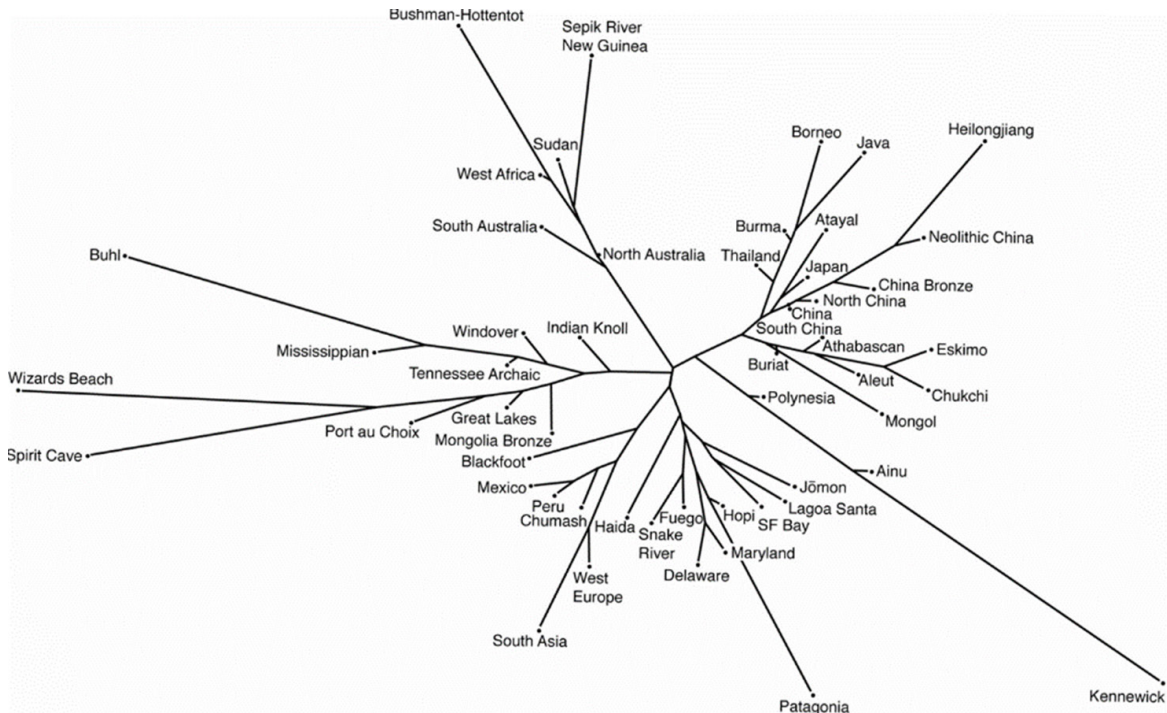 Bushman-Hottentot
Sepik River
New Guinea
Sudan
West Africa
South Australia
North Australia
Borneo
Java
Heilongjiang
Burma
Atayal
Neolithic China
Thailand
Japan
China Bronze
North China
China
South China
Athabascan
Eskimo
Buriat
Aleut
Chukchi
Mongol
Polynesia
Ainu
Kennewick
Buhl
Windover
Indian Knoll
Mississippian
Tennessee Archaic
Wizards Beach
Great Lakes
Port au Choix
Mongolia Bronze
Spirit Cave
Blackfoot
Mexico
Peru
Chumash
Haida
Fuego
Snake
River
Hopi
SF Bay
Lagoa Santa
Jōmon
Maryland
Delaware
West
Europe
South Asia
Patagonia